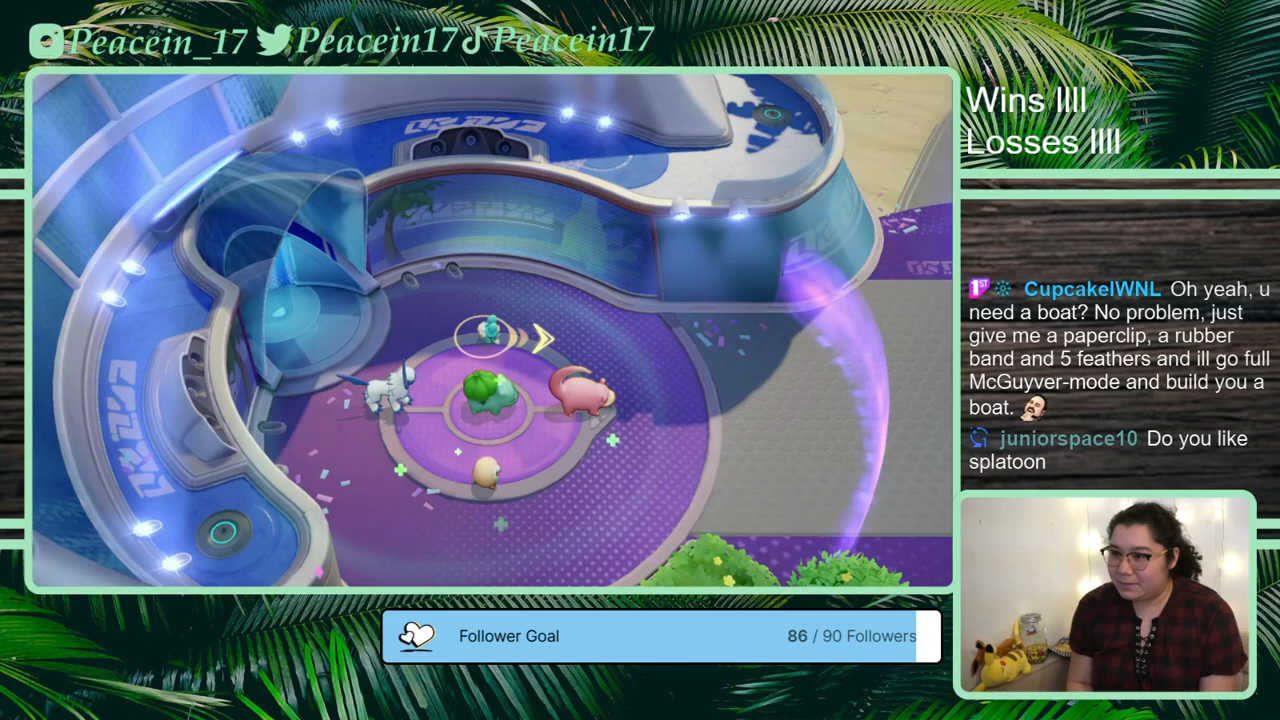 Peacein_17 Peacein17 Peacein17
Wins llll
Losses llll
CupcakeIWNL Oh yeah, u
need a boat? No problem, just
give me a paperclip, a rubber
band and 5 feathers and ill go full
McGuyver-mode and build you a
boat.
juniorspace10 Do you like
splatoon
Follower Goal 86 / 90 Followers